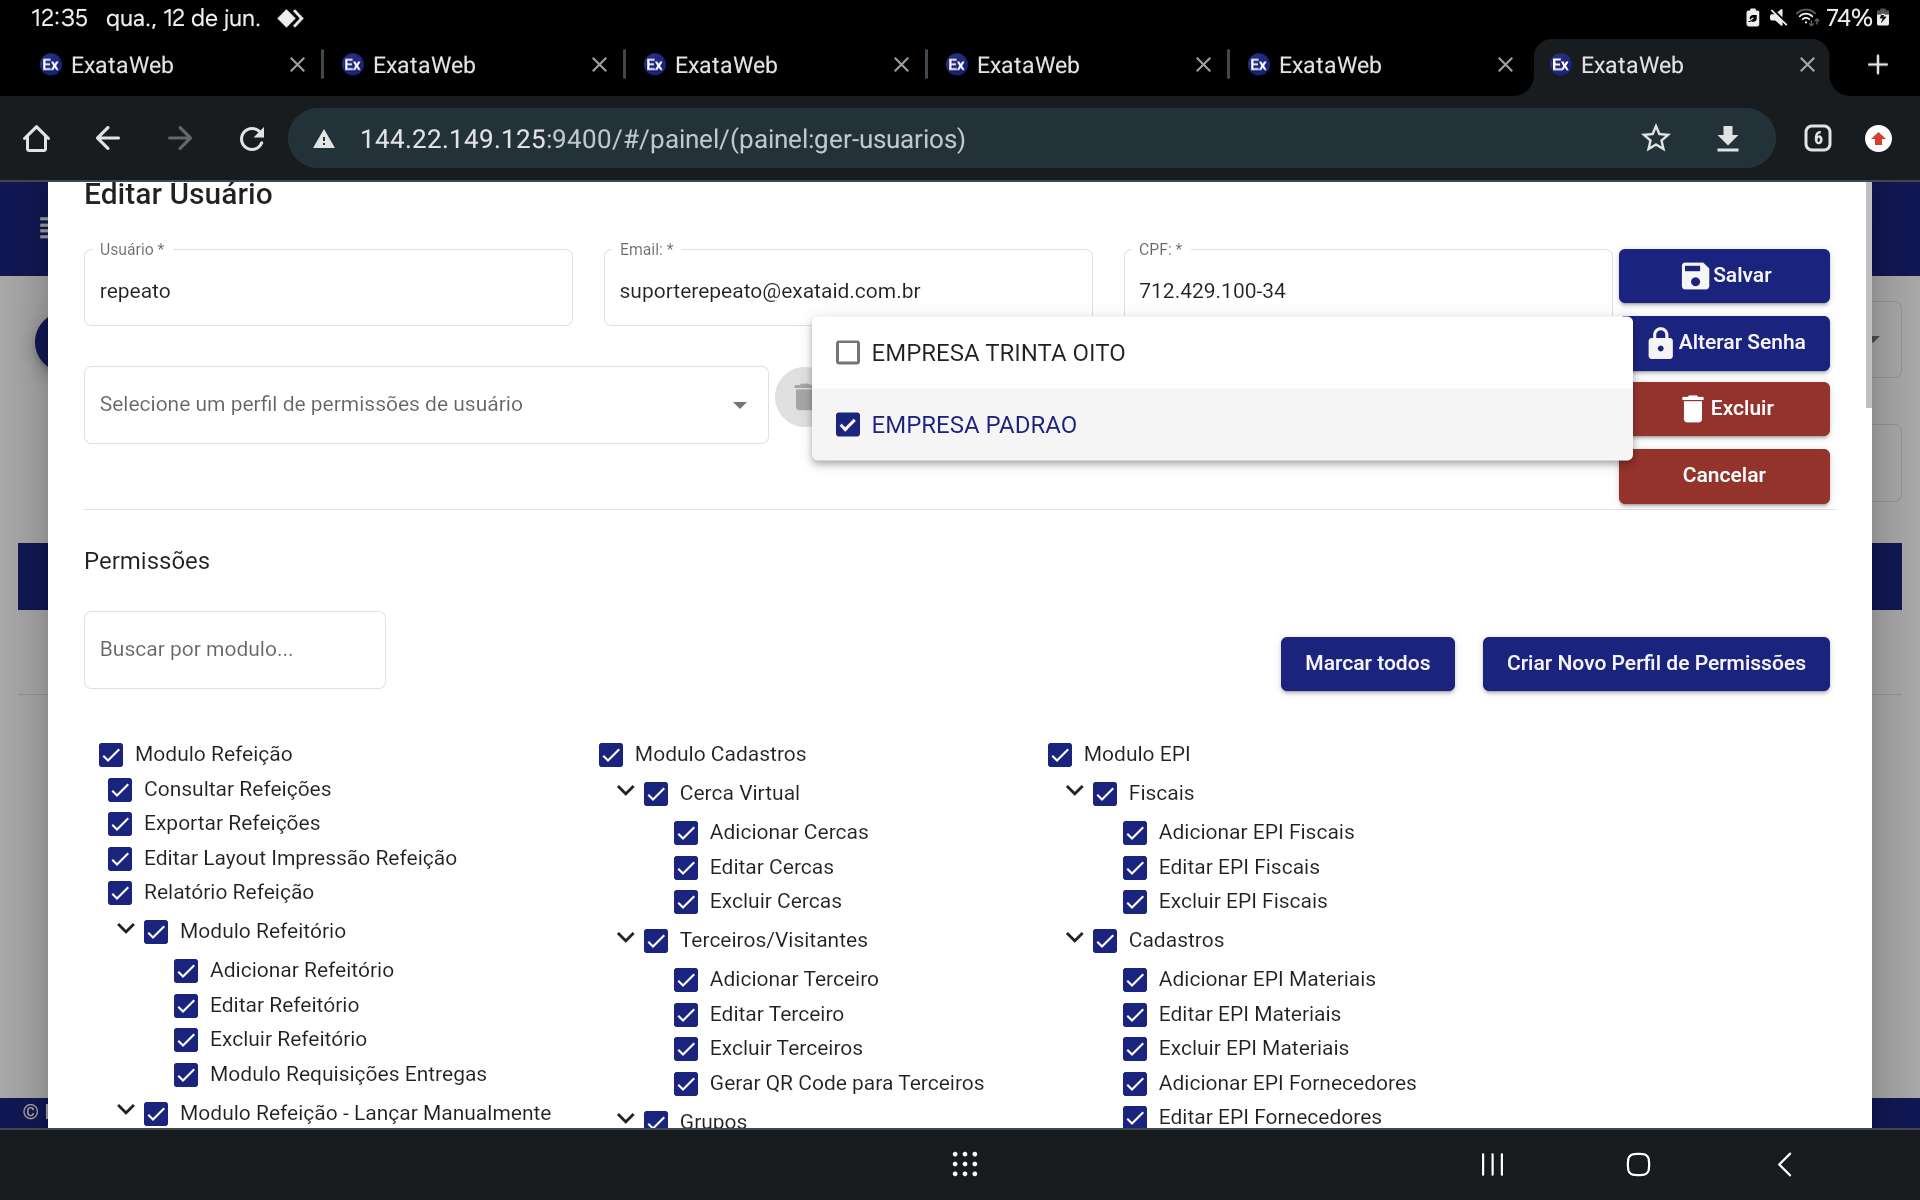 12:35 qua., 12 de jun. 74%
Ex ExataWeb Ex ExataWeb Ex ExataWeb Ex ExataWeb Ex ExataWeb Ex ExataWeb
144.22.149.125:9400/#/painel/(painel:ger-usuarios) 6
Editar Usuário
Usuário * Email: * CPF: *
repeato suporterepeato@exataid.com.br 712.429.100-34 Salvar
EMPRESA TRINTA OITO Alterar Senha
Selecione um perfil de permissões de usuário EMPRESA PADRAO Excluir
Cancelar
Permissões
Buscar por modulo...
Marcar todos Criar Novo Perfil de Permissões
Modulo Refeição
Consultar Refeições
Exportar Refeições
Editar Layout Impressão Refeição
Relatório Refeição
Modulo Refeitório
Adicionar Refeitório
Editar Refeitório
Excluir Refeitório
Modulo Requisições Entregas
Modulo Refeição - Lançar Manualmente
Modulo Cadastros
Cerca Virtual
Adicionar Cercas
Editar Cercas
Excluir Cercas
Terceiros/Visitantes
Adicionar Terceiro
Editar Terceiro
Excluir Terceiros
Gerar QR Code para Terceiros
Grupos
Modulo EPI
Fiscais
Adicionar EPI Fiscais
Editar EPI Fiscais
Excluir EPI Fiscais
Cadastros
Adicionar EPI Materiais
Editar EPI Materiais
Excluir EPI Materiais
Adicionar EPI Fornecedores
Editar EPI Fornecedores
©